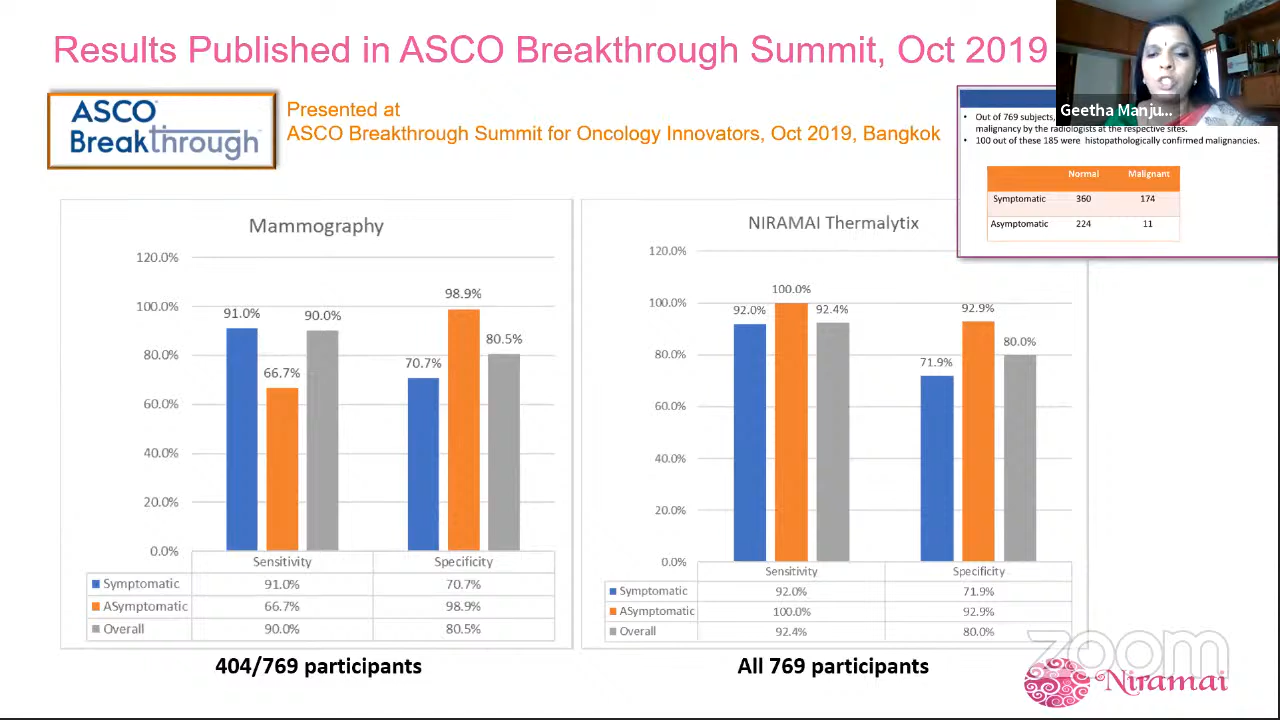 Results Published in ASCO Breakthrough Summit, Oct 2019
ASCO
Breakthrough
Presented at
ASCO Breakthrough Summit for Oncology Innovators, Oct 2019, Bangkok
Geetha Manju...
• Out of 769 subjects,
malignancy by the radiologists at the respective sites.
• 100 out of these 185 were histopathologically confirmed malignancies.
Normal Malignant
Symptomatic 360 174
Asymptomatic 224 11
Mammography
120.0%
100.0%
80.0%
60.0%
40.0%
20.0%
0.0%
91.0% 66.7% 90.0% 70.7% 98.9% 80.5%
Sensitivity Specificity
Symptomatic 91.0% 70.7%
ASymptomatic 66.7% 98.9%
Overall 90.0% 80.5%
404/769 participants
NIRAMAI Thermalytix
120.0%
100.0%
80.0%
60.0%
40.0%
20.0%
0.0%
92.0% 100.0% 92.4% 71.9% 92.9% 80.0%
Sensitivity Specificity
Symptomatic 92.0% 71.9%
ASymptomatic 100.0% 92.9%
Overall 92.4% 80.0%
All 769 participants
zoom
Niramai